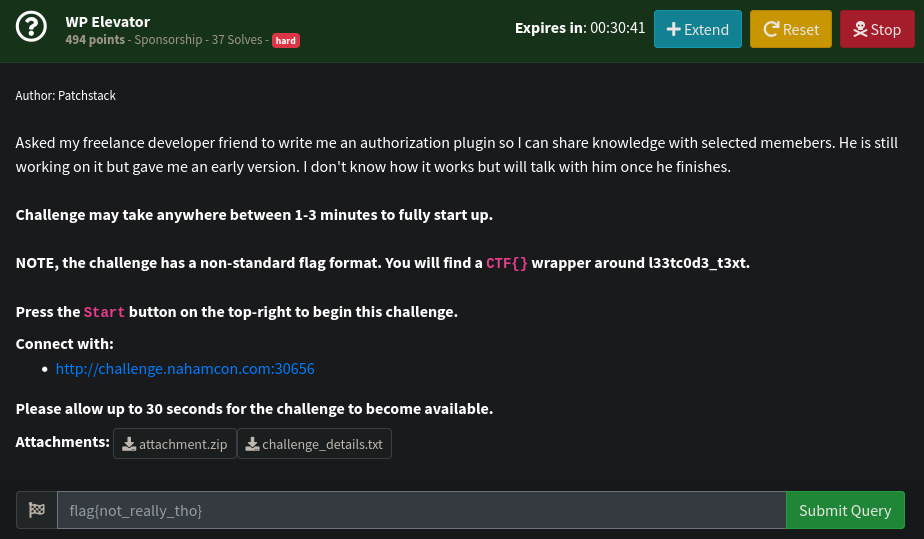 WP Elevator
494 points - Sponsorship - 37 Solves - hard
Expires in: 00:30:41
Extend
Reset
Stop
Author: Patchstack
Asked my freelance developer friend to write me an authorization plugin so I can share knowledge with selected memebers. He is still
working on it but gave me an early version. I don't know how it works but will talk with him once he finishes.
Challenge may take anywhere between 1-3 minutes to fully start up.
NOTE, the challenge has a non-standard flag format. You will find a CTF{} wrapper around l33tc0d3_t3xt.
Press the Start button on the top-right to begin this challenge.
Connect with:
• http://challenge.nahamcon.com:30656
Please allow up to 30 seconds for the challenge to become available.
Attachments: attachment.zip challenge_details.txt
flag{not_really_tho}
Submit Query